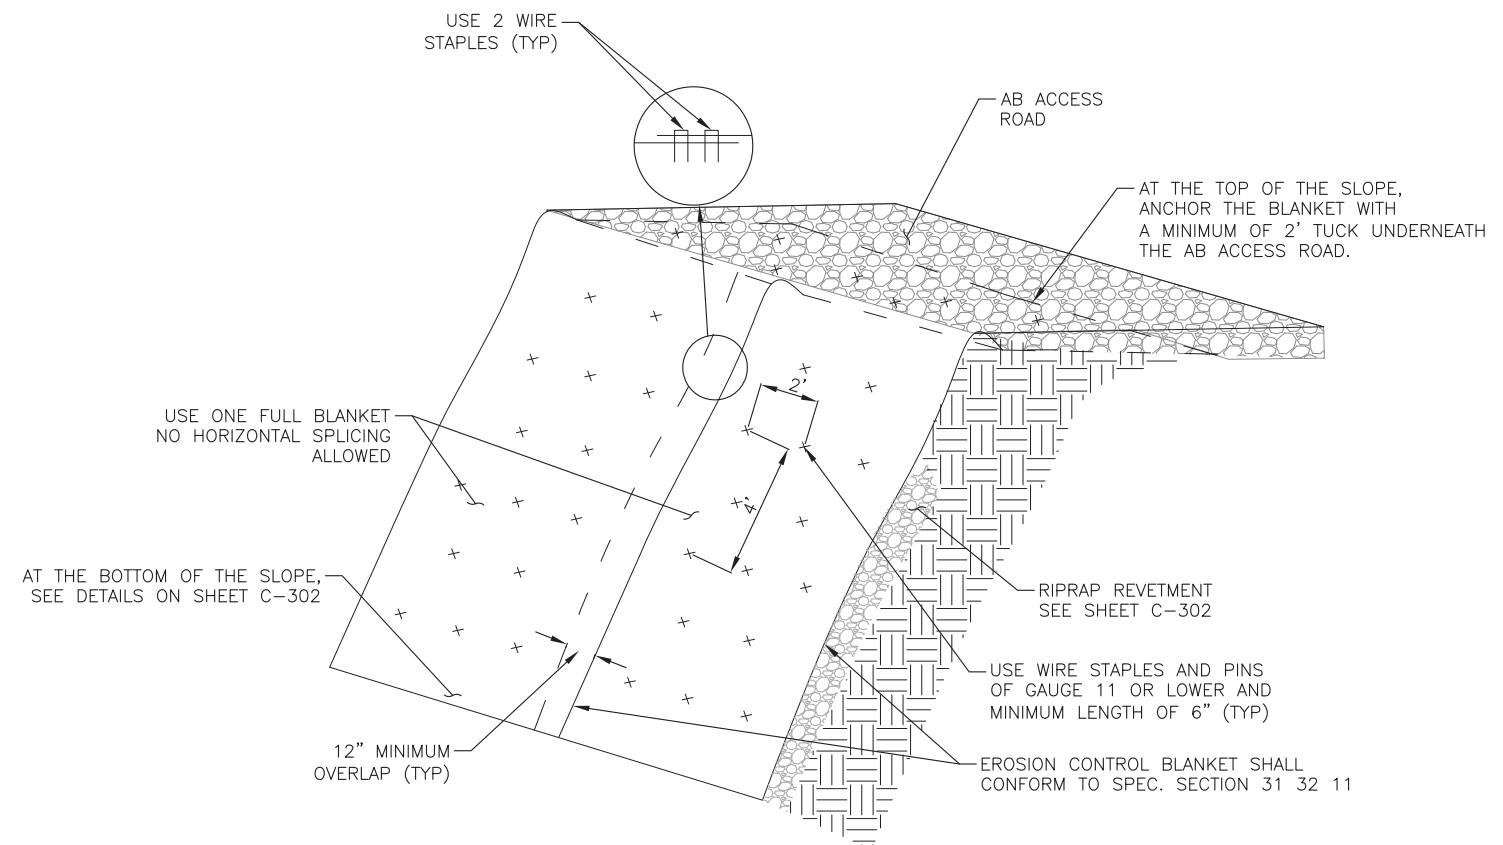 USE 2 WIRE
STAPLES (TYP)
AB ACCESS
ROAD
AT THE TOP OF THE SLOPE,
ANCHOR THE BLANKET WITH
A MINIMUM OF 2' TUCK UNDERNEATH
THE AB ACCESS ROAD.
2'
USE ONE FULL BLANKET
NO HORIZONTAL SPLICING
ALLOWED
4'
AT THE BOTTOM OF THE SLOPE,
SEE DETAILS ON SHEET C-302
RIPRAP REVETMENT
SEE SHEET C-302
USE WIRE STAPLES AND PINS
OF GAUGE 11 OR LOWER AND
MINIMUM LENGTH OF 6" (TYP)
12" MINIMUM
OVERLAP (TYP)
EROSION CONTROL BLANKET SHALL
CONFORM TO SPEC. SECTION 31 32 11